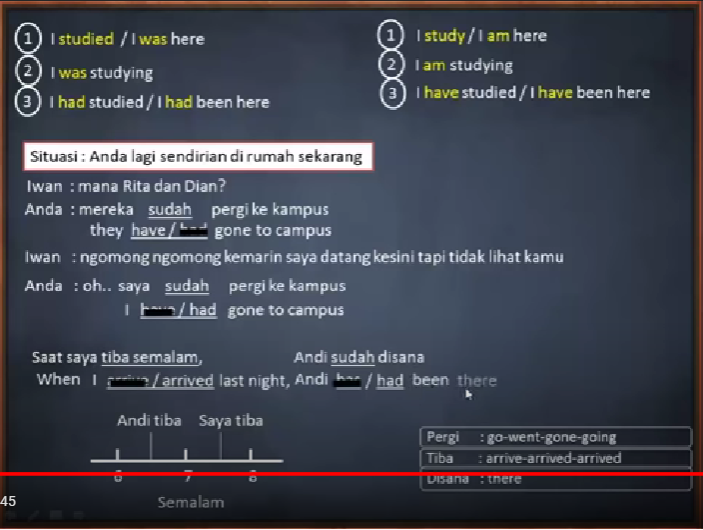 1 I studied / I was here
2 I was studying
3 I had studied / I had been here
1 I study / I am here
2 I am studying
3 I have studied / I have been here
Situasi : Anda lagi sendirian di rumah sekarang
Iwan : mana Rita dan Dian?
Anda : mereka sudah pergi ke kampus
they have / had gone to campus
Iwan : ngomong ngomong kemarin saya datang kesini tapi tidak lihat kamu
Anda : oh.. saya sudah pergi ke kampus
I have / had gone to campus
Saat saya tiba semalam, Andi sudah disana
When I arrive / arrived last night, Andi has / had been there
Andi tiba Saya tiba
6 7 8
Semalam
Pergi : go-went-gone-going
Tiba : arrive-arrived-arrived
Disana : there
45